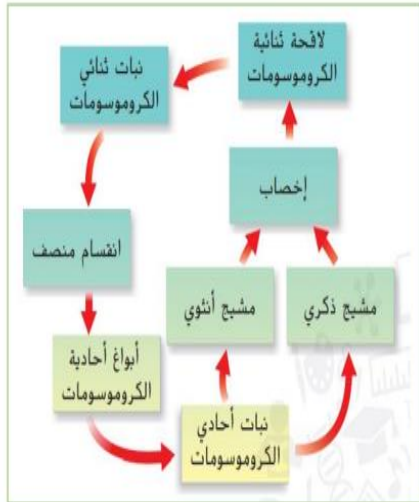 لاقحة ثنائية
الكروموسومات
نبات ثنائي
الكروموسومات
إخصاب
انقسام منصف
مشيج أنثوي
مشيج ذكري
أبواغ أحادية
الكروموسومات
نبات أحادي
الكروموسومات